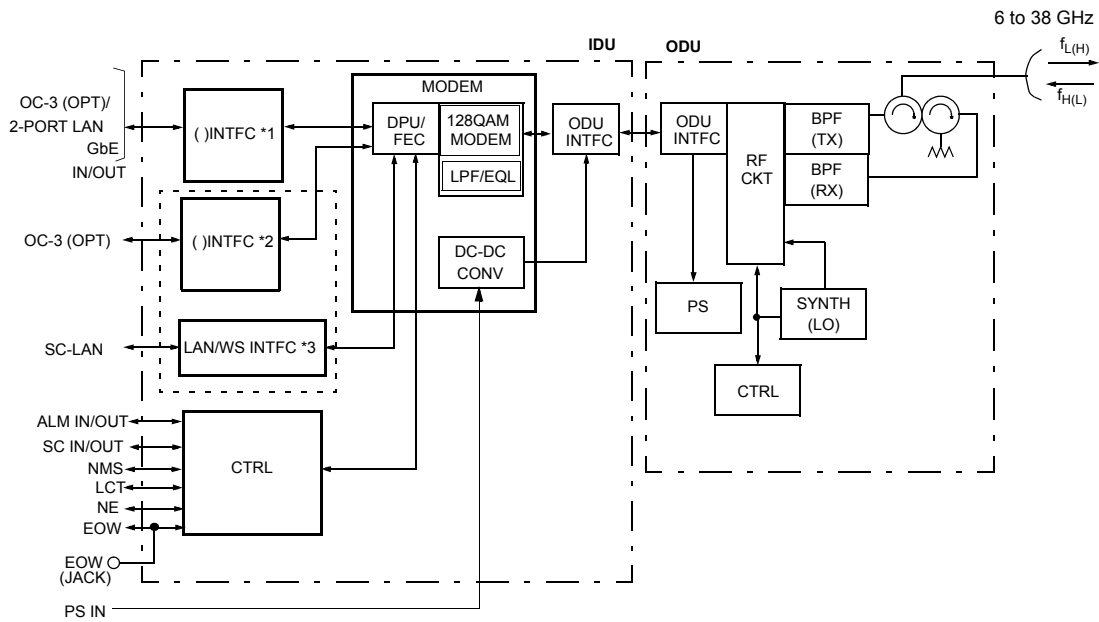 6 to 38 GHz
IDU
ODU
fL(H)
fH(L)
OC-3 (OPT)/
2-PORT LAN
GbE
IN/OUT
( )INTFC *1
MODEM
DPU/
FEC
128QAM
MODEM
LPF/EQL
ODU
INTFC
ODU
INTFC
RF
CKT
BPF
(TX)
BPF
(RX)
OC-3 (OPT)
( )INTFC *2
DC-DC
CONV
PS
SYNTH
(LO)
SC-LAN
LAN/WS INTFC *3
CTRL
ALM IN/OUT
SC IN/OUT
NMS
LCT
NE
EOW
CTRL
EOW
(JACK)
PS IN